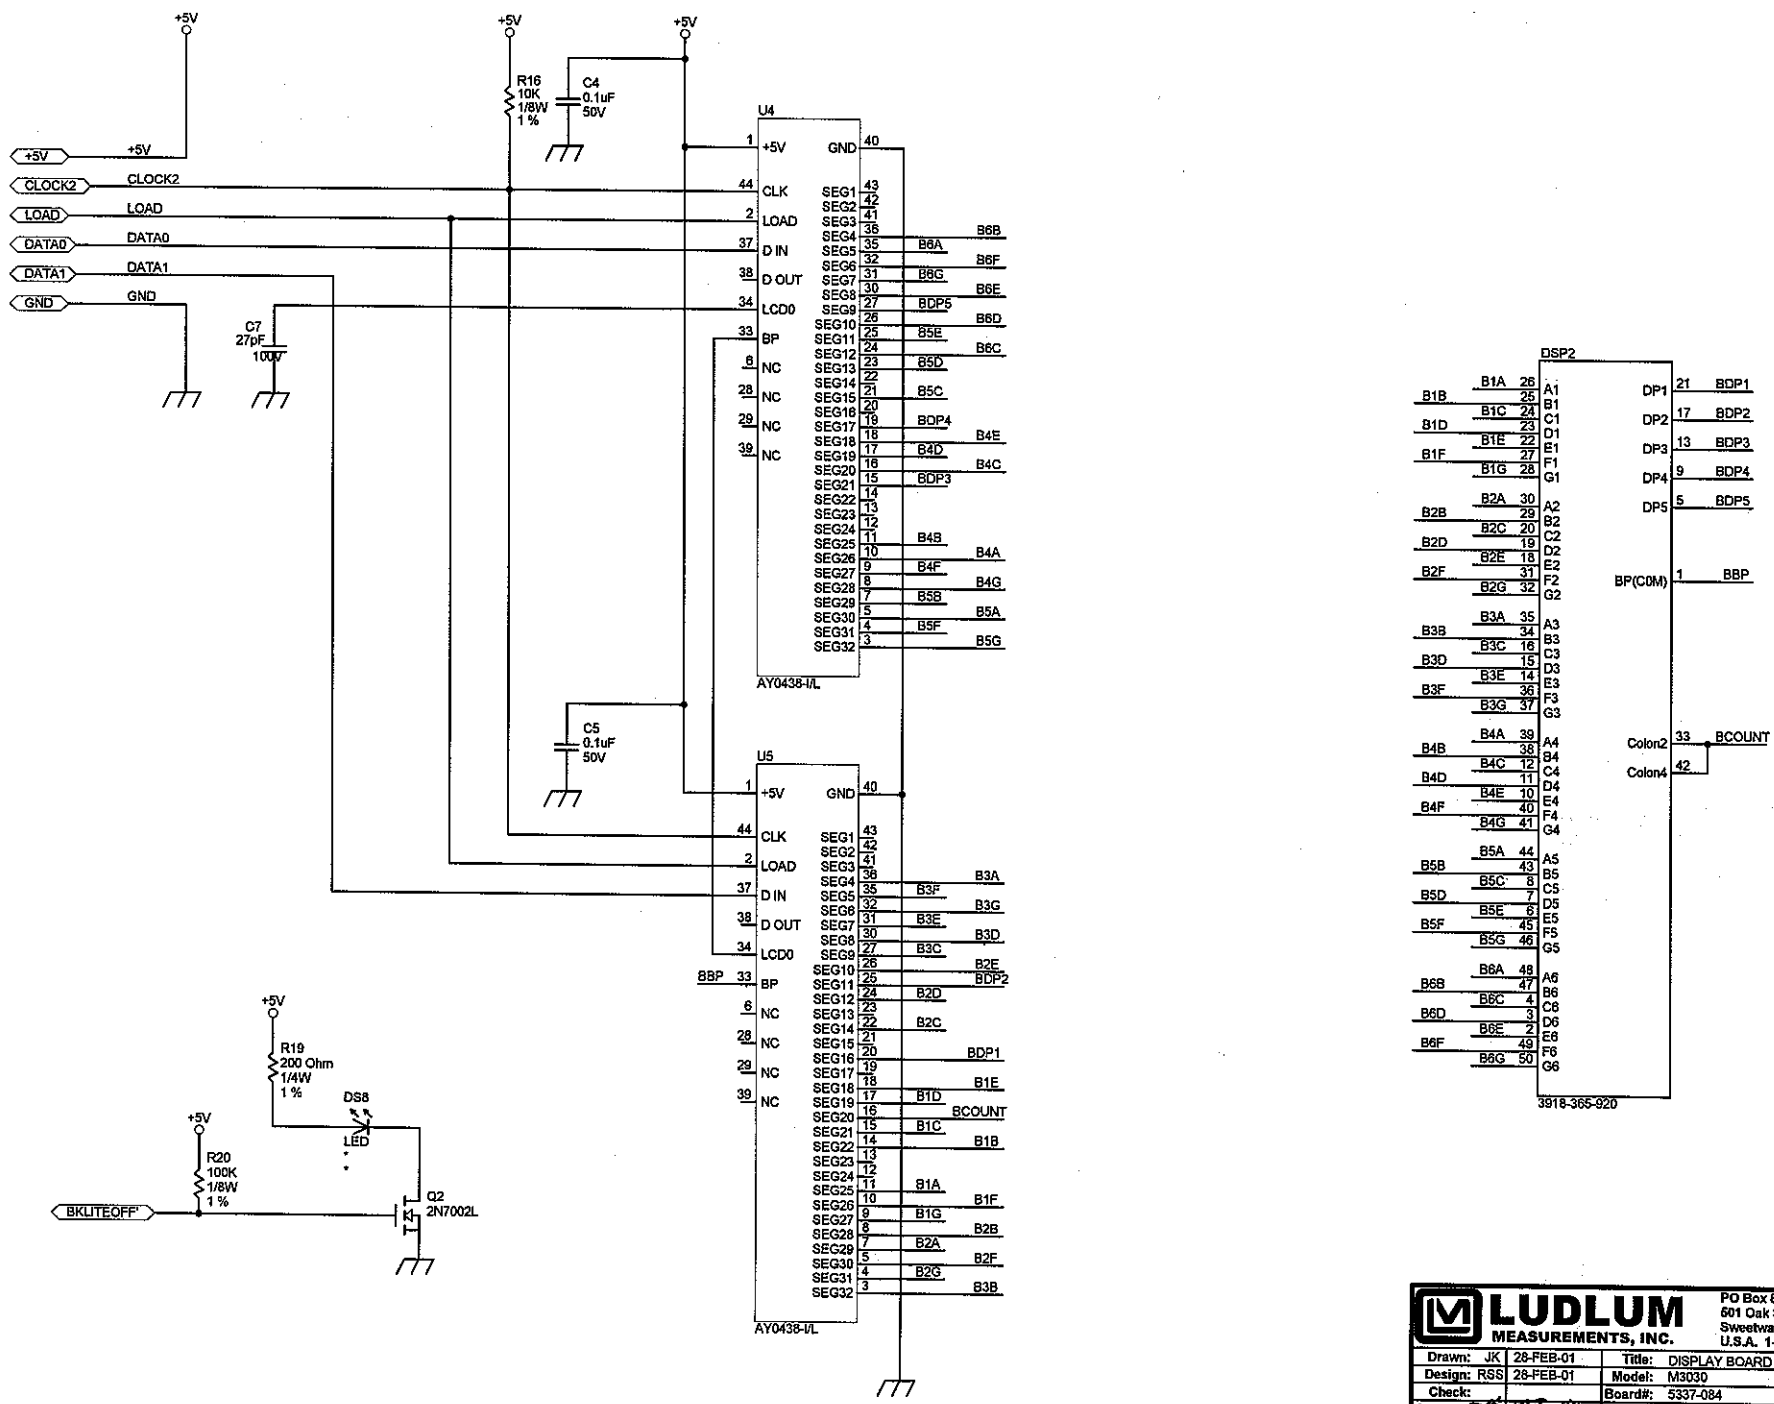 +5V
+5V
+5V
R16
10K
1/8W
1 %
C4
0.1uF
50V
+5V +5V
CLOCK2 CLOCK2
LOAD LOAD
DATA0 DATA0
DATA1 DATA1
GND GND
C7
27pF
100V
U4
1 +5V GND 40
44 CLK SEG1 43
SEG2 42
2 LOAD SEG3 41
SEG4 36 B6B
37 D IN SEG5 35 B6A
SEG6 32 B6F
38 D OUT SEG7 31 B6G
SEG8 30 B6E
34 LCD0 SEG9 27 BDP5
SEG10 26 B6D
33 BP SEG11 25 B5E
SEG12 24 B6C
6 NC SEG13 23 B5D
SEG14 22
28 NC SEG15 21 B5C
SEG16 20
29 NC SEG17 19 BDP4
SEG18 18 B4E
39 NC SEG19 17 B4D
SEG20 16 B4C
SEG21 15 BDP3
SEG22 14
SEG23 13
SEG24 12
SEG25 11 B4B
SEG26 10 B4A
SEG27 9 B4F
SEG28 8 B4G
SEG29 7 B5B
SEG30 5 B5A
SEG31 4 B5F
SEG32 3 B5G
AY0438-I/L
C5
0.1uF
50V
U5
1 +5V GND 40
44 CLK SEG1 43
SEG2 42
2 LOAD SEG3 41
SEG4 36 B3A
37 D IN SEG5 35 B3F
SEG6 32 B3G
38 D OUT SEG7 31 B3E
SEG8 30 B3D
34 LCD0 SEG9 27 B3C
SEG10 26 B2E
BBP 33 BP SEG11 25 BDP2
SEG12 24 B2D
6 NC SEG13 23
SEG14 22 B2C
28 NC SEG15 21
SEG16 20 BDP1
29 NC SEG17 19
SEG18 18 B1E
39 NC SEG19 17 B1D
SEG20 16 BCOUNT
SEG21 15 B1C
SEG22 14 B1B
SEG23 13
SEG24 12
SEG25 11 B1A
SEG26 10 B1F
SEG27 9 B1G
SEG28 8 B2B
SEG29 7 B2A
SEG30 5 B2F
SEG31 4 B2G
SEG32 3 B3B
AY0438-I/L
+5V
R19
200 Ohm
1/4W
1 %
DS8
LED
*
*
+5V
R20
100K
1/8W
1 %
BKLITEOFF'
Q2
2N7002L
DSP2
B1A 26 A1 DP1 21 BDP1
B1B 25 B1
B1C 24 C1 DP2 17 BDP2
B1D 23 D1
B1E 22 E1 DP3 13 BDP3
B1F 27 F1
B1G 28 G1 DP4 9 BDP4
B2A 30 A2 DP5 5 BDP5
B2B 29 B2
B2C 20 C2
B2D 19 D2
B2E 18 E2
B2F 31 F2 BP(C0M) 1 BBP
B2G 32 G2
B3A 35 A3
B3B 34 B3
B3C 16 C3
B3D 15 D3
B3E 14 E3
B3F 36 F3
B3G 37 G3
B4A 39 A4 Colon2 33 BCOUNT
B4B 38 B4
B4C 12 C4 Colon4 42
B4D 11 D4
B4E 10 E4
B4F 40 F4
B4G 41 G4
B5A 44 A5
B5B 43 B5
B5C 8 C5
B5D 7 D5
B5E 6 E5
B5F 45 F5
B5G 46 G5
B6A 48 A6
B6B 47 B6
B6C 4 C6
B6D 3 D6
B6E 2 E6
B6F 49 F6
B6G 50 G6
3918-365-920
LM LUDLUM
MEASUREMENTS, INC.
PO Box
501 Oak
U.S.A. 1-
Drawn: JK 28-FEB-01 Title: DISPLAY BOARD
Design: RSS 28-FEB-01 Model: M3030
Check: Board#: 5337-084